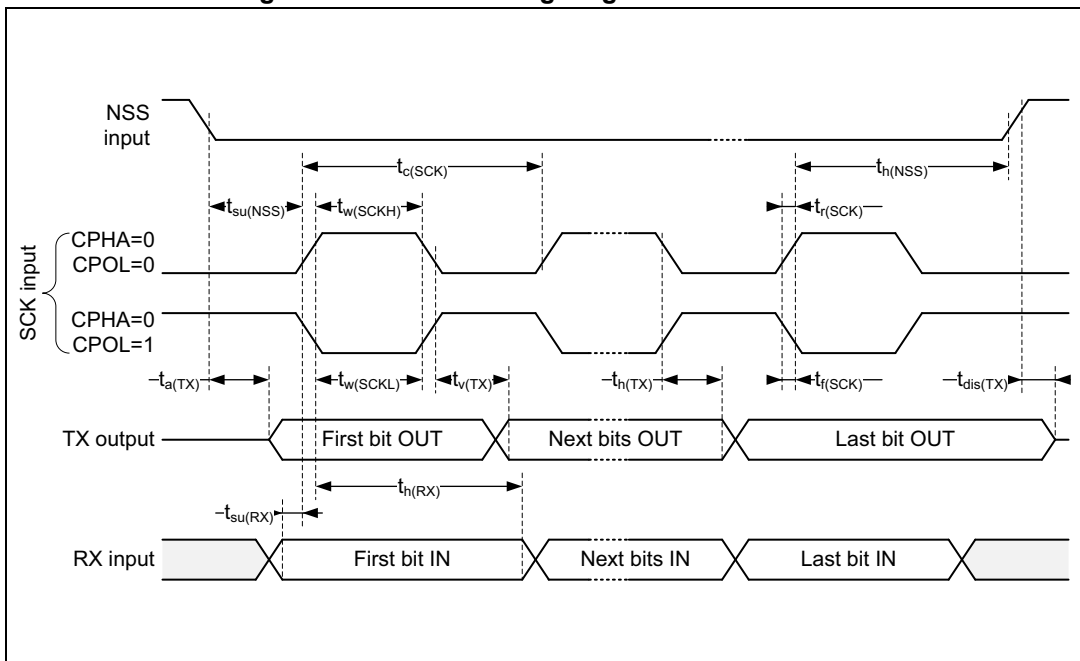 NSS
input
tc(SCK)
th(NSS)
tsu(NSS)
tw(SCKH)
tr(SCK)
SCK input
CPHA=0
CPOL=0
CPHA=0
CPOL=1
ta(TX)
tw(SCKL)
tv(TX)
th(TX)
tf(SCK)
tdis(TX)
TX output
First bit OUT
Next bits OUT
Last bit OUT
th(RX)
tsu(RX)
RX input
First bit IN
Next bits IN
Last bit IN